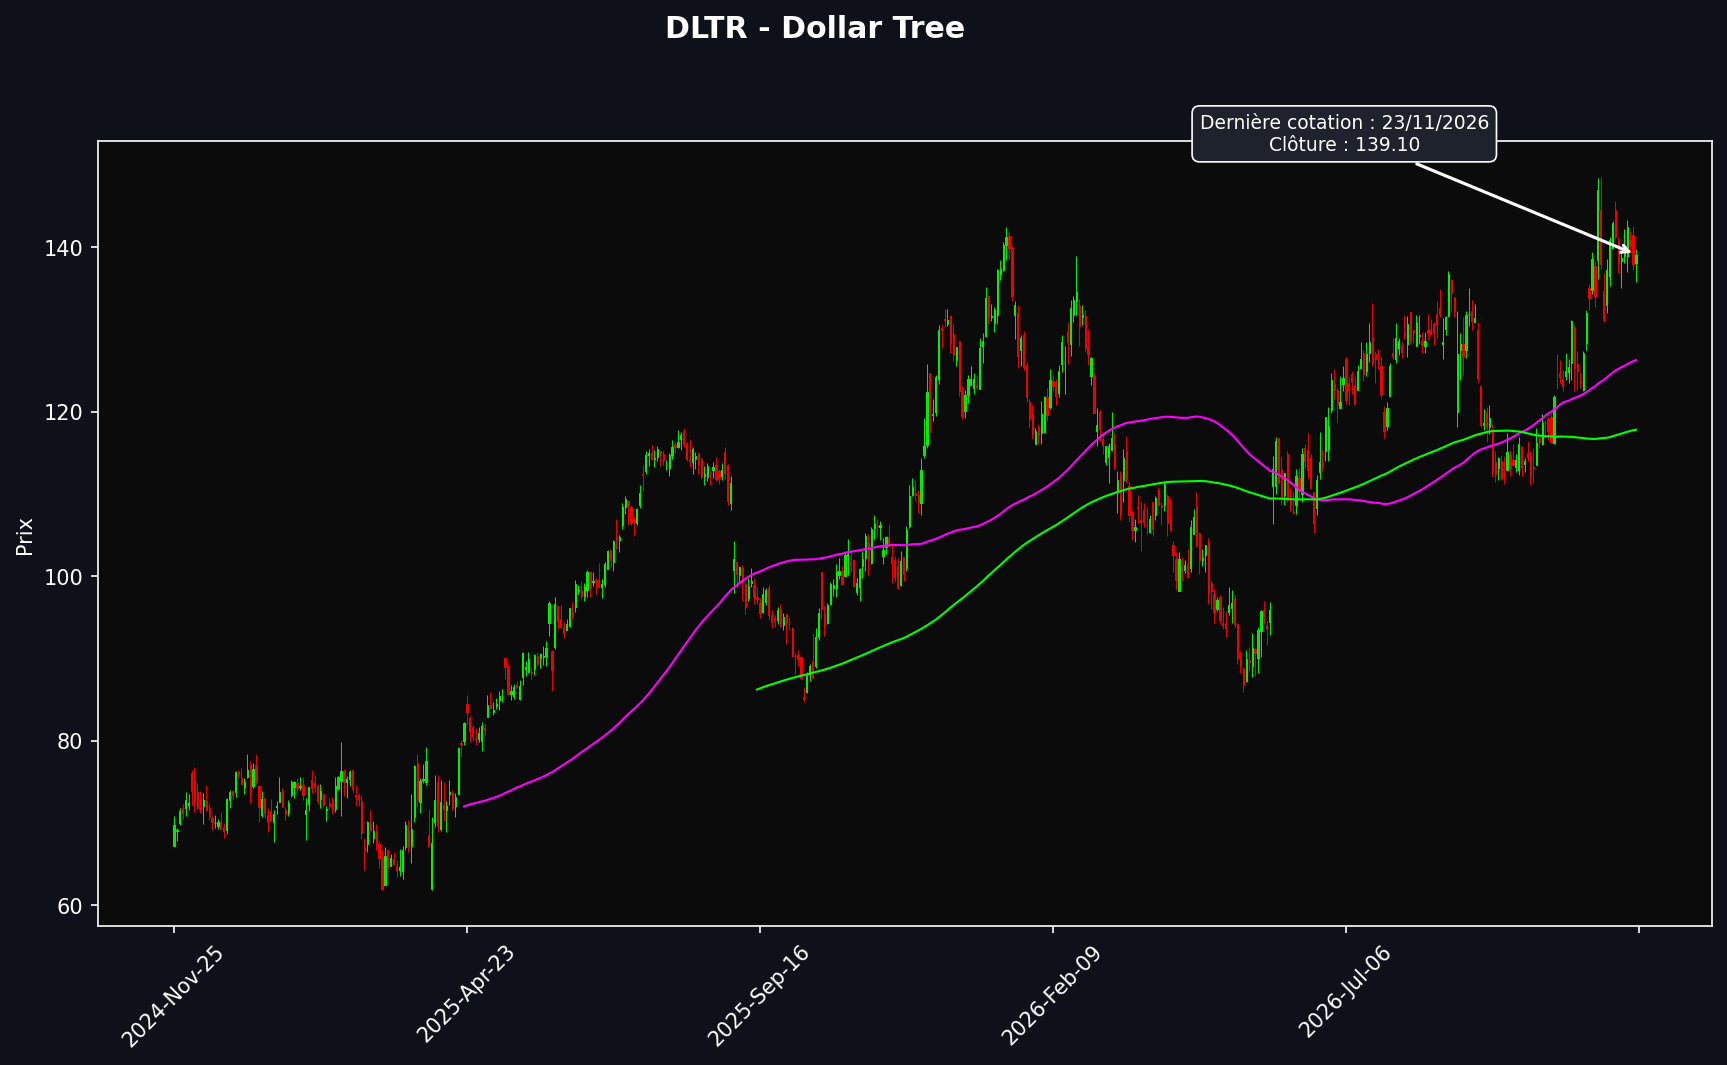 DLTR - Dollar Tree
Dernière cotation : 23/11/2026
Clôture : 139.10
Prix
140
120
100
80
60
2024-Nov-25
2025-Apr-23
2025-Sep-16
2026-Feb-09
2026-Jul-06